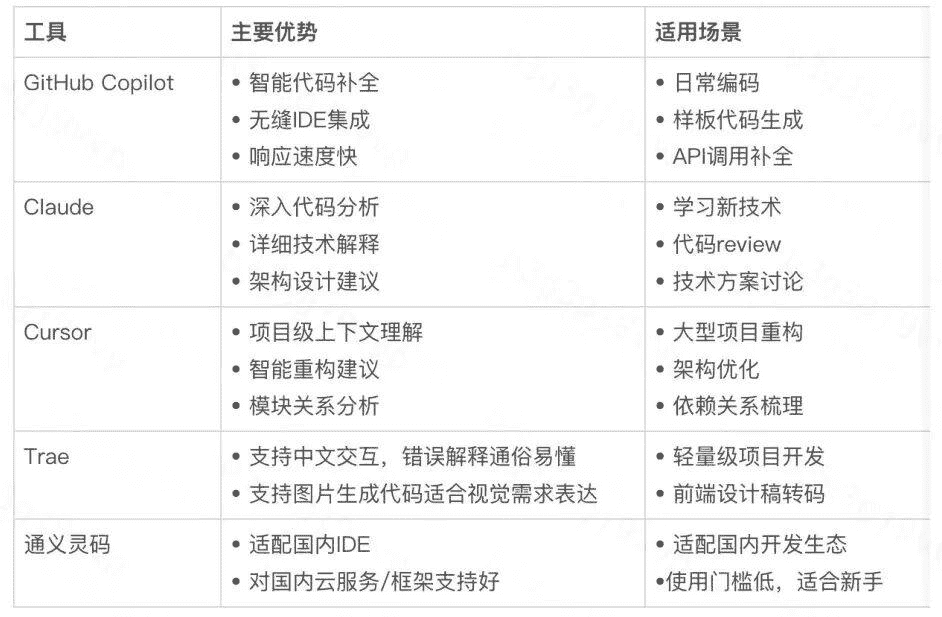 工具 主要优势 适用场景
GitHub Copilot • 智能代码补全 • 日常编码
• 无缝IDE集成 • 样板代码生成
• 响应速度快 • API调用补全
Claude • 深入代码分析 • 学习新技术
• 详细技术解释 • 代码review
• 架构设计建议 • 技术方案讨论
Cursor • 项目级上下文理解 • 大型项目重构
• 智能重构建议 • 架构优化
• 模块关系分析 • 依赖关系梳理
Trae • 支持中文交互，错误解释通俗易懂 • 轻量级项目开发
• 支持图片生成代码适合视觉需求表达 • 前端设计稿转码
通义灵码 • 适配国内IDE • 适配国内开发生态
• 对国内云服务/框架支持好 •使用门槛低，适合新手